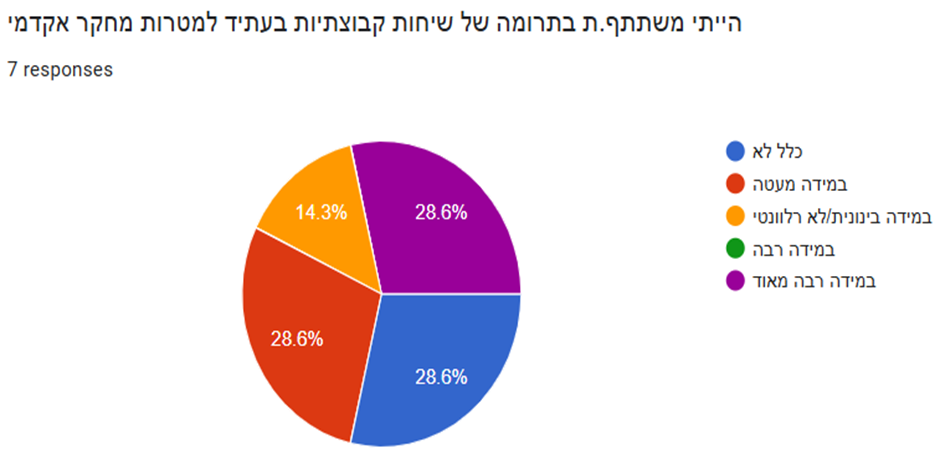 הייתי משתתף.ת בתרומה של שיחות קבוצתיות בעתיד למטרות מחקר אקדמי
7 responses
14.3%
28.6%
28.6%
28.6%
כלל לא
במידה מעטה
במידה בינונית/לא רלוונטי
במידה רבה
במידה רבה מאוד